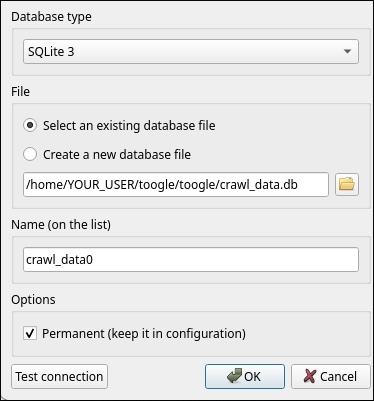 Database type
SQLite 3
File
Select an existing database file
Create a new database file
/home/YOUR_USER/toogle/toogle/crawl_data.db
Name (on the list)
crawl_data0
Options
Permanent (keep it in configuration)
Test connection OK Cancel